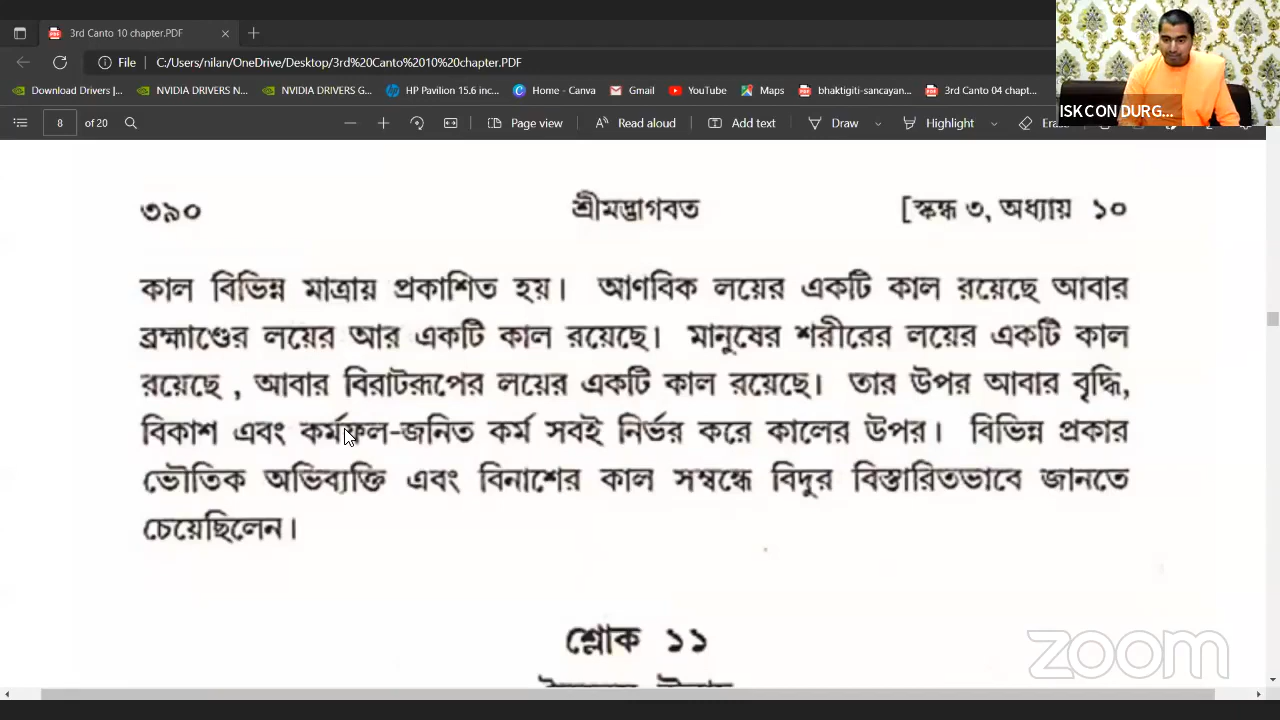 3rd Canto 10 chapter.PDF
File C:/Users/nilan/OneDrive/Desktop/3rd%20Canto%2010%20chapter.PDF
Download Drivers |... NVIDIA DRIVERS N... NVIDIA DRIVERS G... HP Pavilion 15.6 inc... Home - Canva Gmail YouTube Maps bhaktigiti-sancayan... 3rd Canto 04 chapt...
ISKCON DURG...
8 of 20 Page view Read aloud Add text Draw Highlight
৩৯০ শ্রীমদ্ভাগবত [স্কন্ধ ৩, অধ্যায় ১০
কাল বিভিন্ন মাত্রায় প্রকাশিত হয়। আণবিক লয়ের একটি কাল রয়েছে আবার
ব্রহ্মাণ্ডের লয়ের আর একটি কাল রয়েছে। মানুষের শরীরের লয়ের একটি কাল
রয়েছে , আবার বিরাটরূপের লয়ের একটি কাল রয়েছে। তার উপর আবার বৃদ্ধি,
বিকাশ এবং কর্মফল-জনিত কর্ম সবই নির্ভর করে কালের উপর। বিভিন্ন প্রকার
ভৌতিক অভিব্যক্তি এবং বিনাশের কাল সম্বন্ধে বিদুর বিস্তারিতভাবে জানতে
চেয়েছিলেন।
শ্লোক ১১
zoom